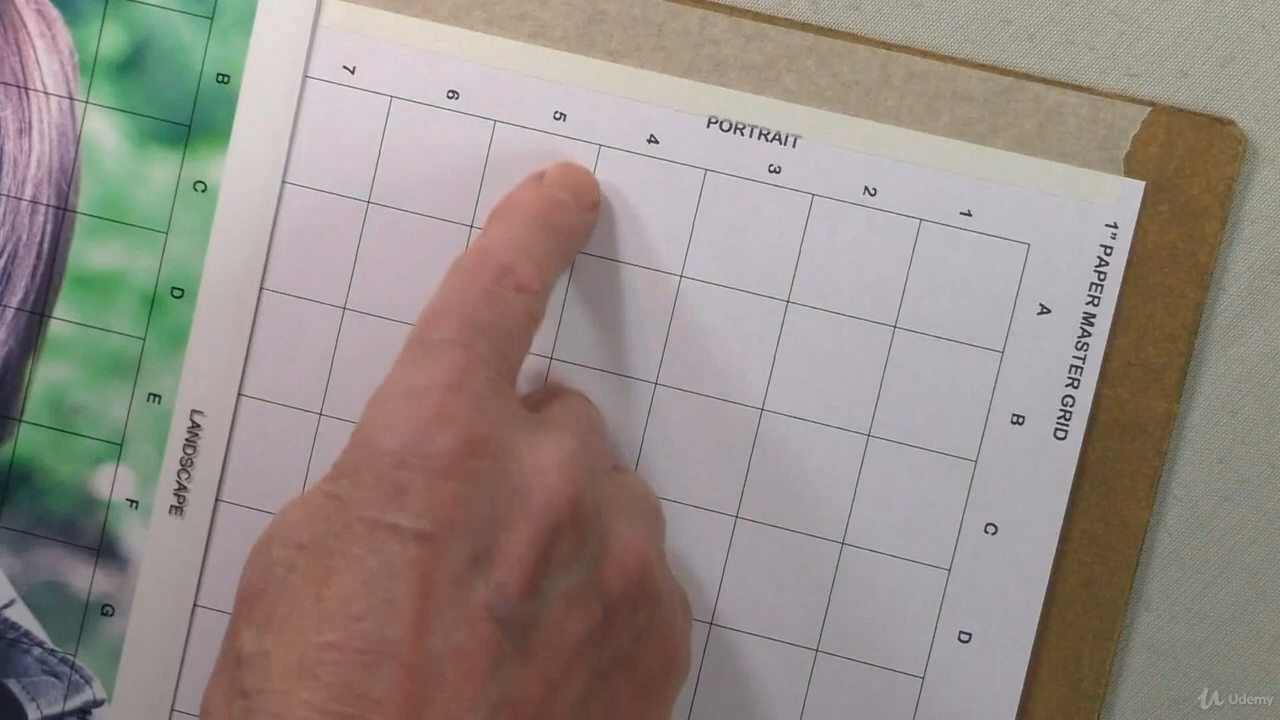 1" PAPER MASTER GRID
PORTRAIT
7
6
5
4
3
2
1
A
B
C
D
B
C
D
E
F
G
LANDSCAPE
Udemy